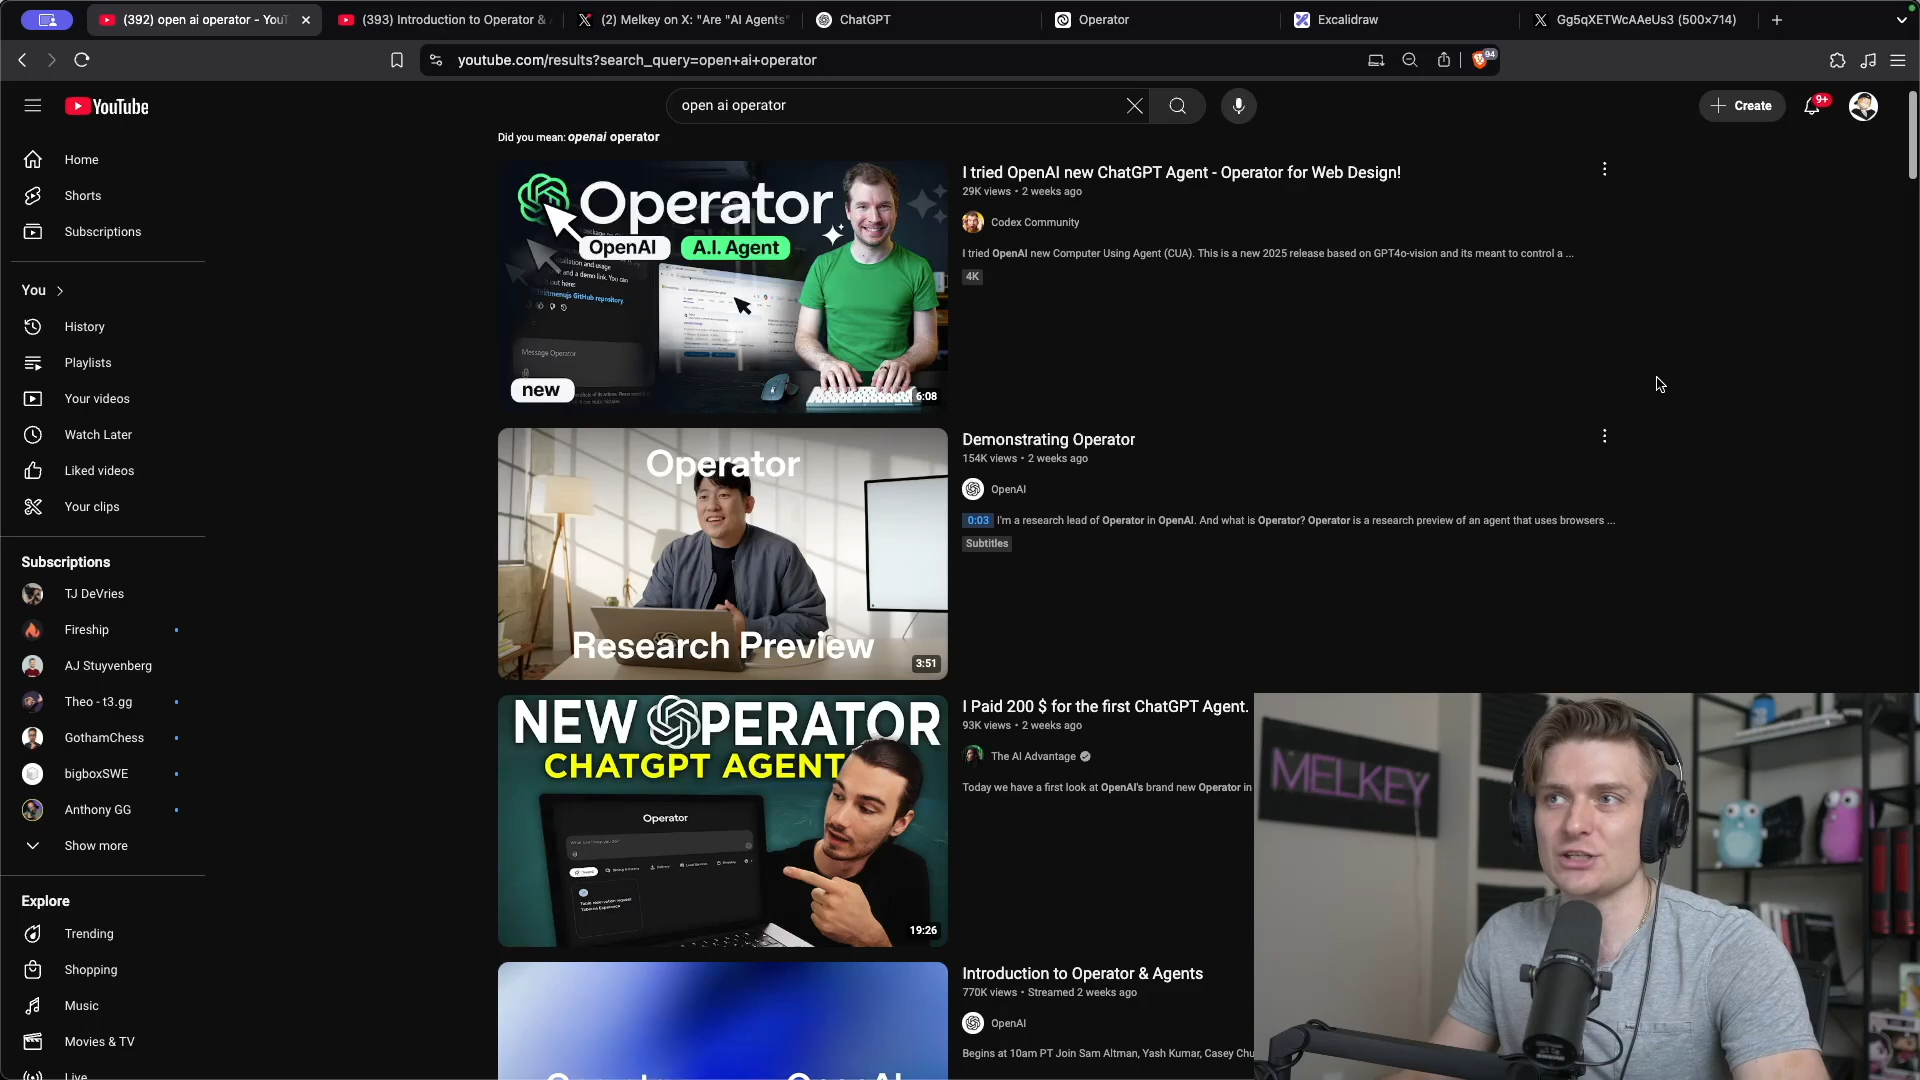 (392) open ai operator - YouT
(393) Introduction to Operator &
(2) Melkey on X: "Are "AI Agents"
ChatGPT
Operator
Excalidraw
Gg5qXETWcAAeUs3 (500×714)
youtube.com/results?search_query=open+ai+operator
94
YouTube
open ai operator
Create
9+
Did you mean: openai operator
Home
Shorts
Subscriptions
You
History
Playlists
Your videos
Watch Later
Liked videos
Your clips
Subscriptions
TJ DeVries
Fireship
AJ Stuyvenberg
Theo - t3.gg
GothamChess
bigboxSWE
Anthony GG
Show more
Explore
Trending
Shopping
Music
Movies & TV
Live
Operator
OpenAI
A.I. Agent
Message Operator
new
6:08
I tried OpenAI new ChatGPT Agent - Operator for Web Design!
29K views • 2 weeks ago
Codex Community
I tried OpenAI new Computer Using Agent (CUA). This is a new 2025 release based on GPT4o-vision and its meant to control a ...
4K
Operator
Research Preview
3:51
Demonstrating Operator
154K views • 2 weeks ago
OpenAI
0:03 I'm a research lead of Operator in OpenAI. And what is Operator? Operator is a research preview of an agent that uses browsers ...
Subtitles
NEW OPERATOR
CHATGPT AGENT
Operator
19:26
I Paid 200 $ for the first ChatGPT Agent.
93K views • 2 weeks ago
The AI Advantage
Today we have a first look at OpenAI's brand new Operator in
Introduction to Operator & Agents
770K views • Streamed 2 weeks ago
OpenAI
Begins at 10am PT Join Sam Altman, Yash Kumar, Casey Chu
MELKEY